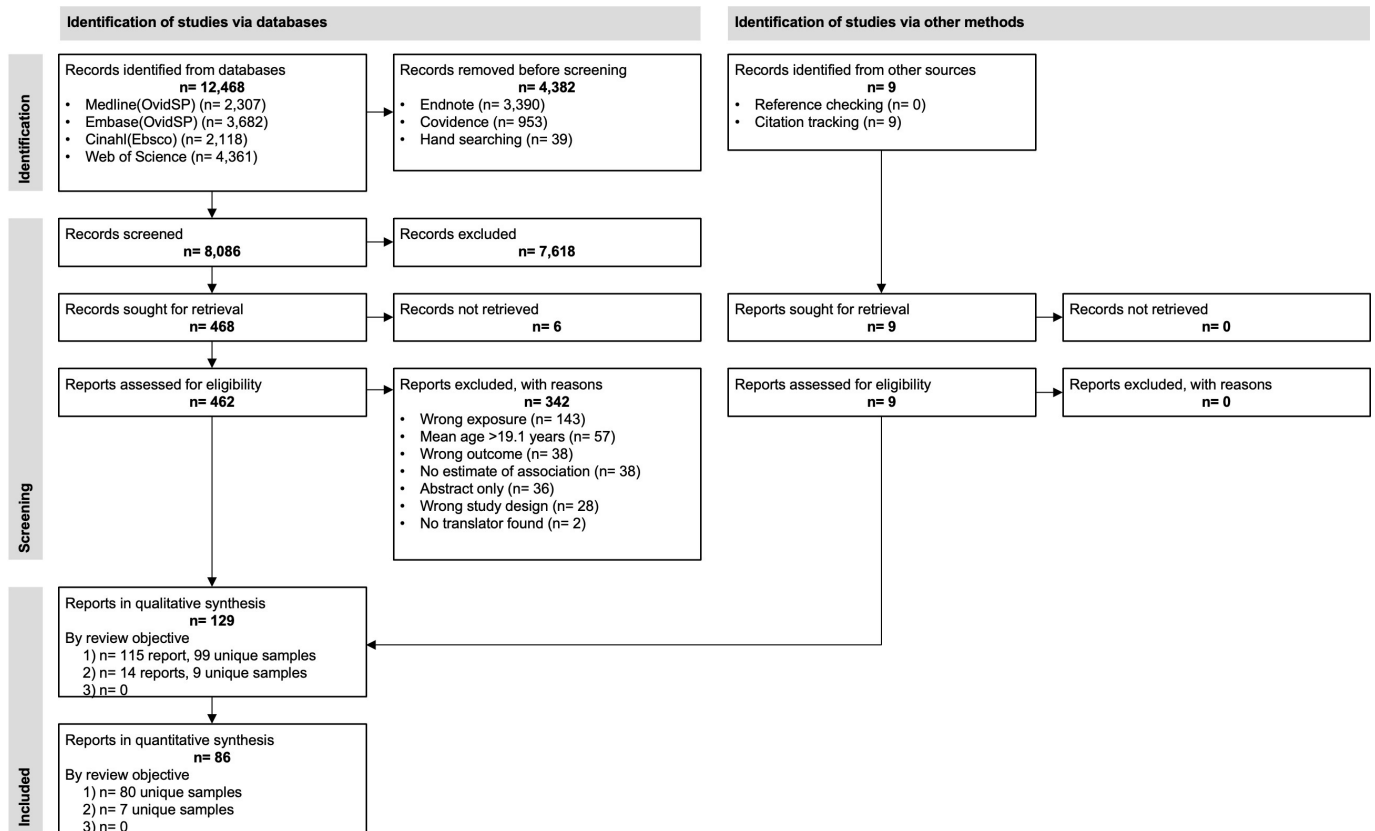 Identification of studies via databases
Identification of studies via other methods
Identification
Records identified from databases
n= 12,468
• Medline(OvidSP) (n= 2,307)
• Embase(OvidSP) (n= 3,682)
• Cinahl(Ebsco) (n= 2,118)
• Web of Science (n= 4,361)
Records removed before screening
n= 4,382
• Endnote (n= 3,390)
• Covidence (n= 953)
• Hand searching (n= 39)
Records identified from other sources
n= 9
• Reference checking (n= 0)
• Citation tracking (n= 9)
Screening
Records screened
n= 8,086
Records excluded
n= 7,618
Records sought for retrieval
n= 468
Records not retrieved
n= 6
Reports sought for retrieval
n= 9
Records not retrieved
n= 0
Reports assessed for eligibility
n= 462
Reports excluded, with reasons
n= 342
• Wrong exposure (n= 143)
• Mean age >19.1 years (n= 57)
• Wrong outcome (n= 38)
• No estimate of association (n= 38)
• Abstract only (n= 36)
• Wrong study design (n= 28)
• No translator found (n= 2)
Reports assessed for eligibility
n= 9
Reports excluded, with reasons
n= 0
Included
Reports in qualitative synthesis
n= 129
By review objective
1) n= 115 report, 99 unique samples
2) n= 14 reports, 9 unique samples
3) n= 0
Reports in quantitative synthesis
n= 86
By review objective
1) n= 80 unique samples
2) n= 7 unique samples
3) n= 0